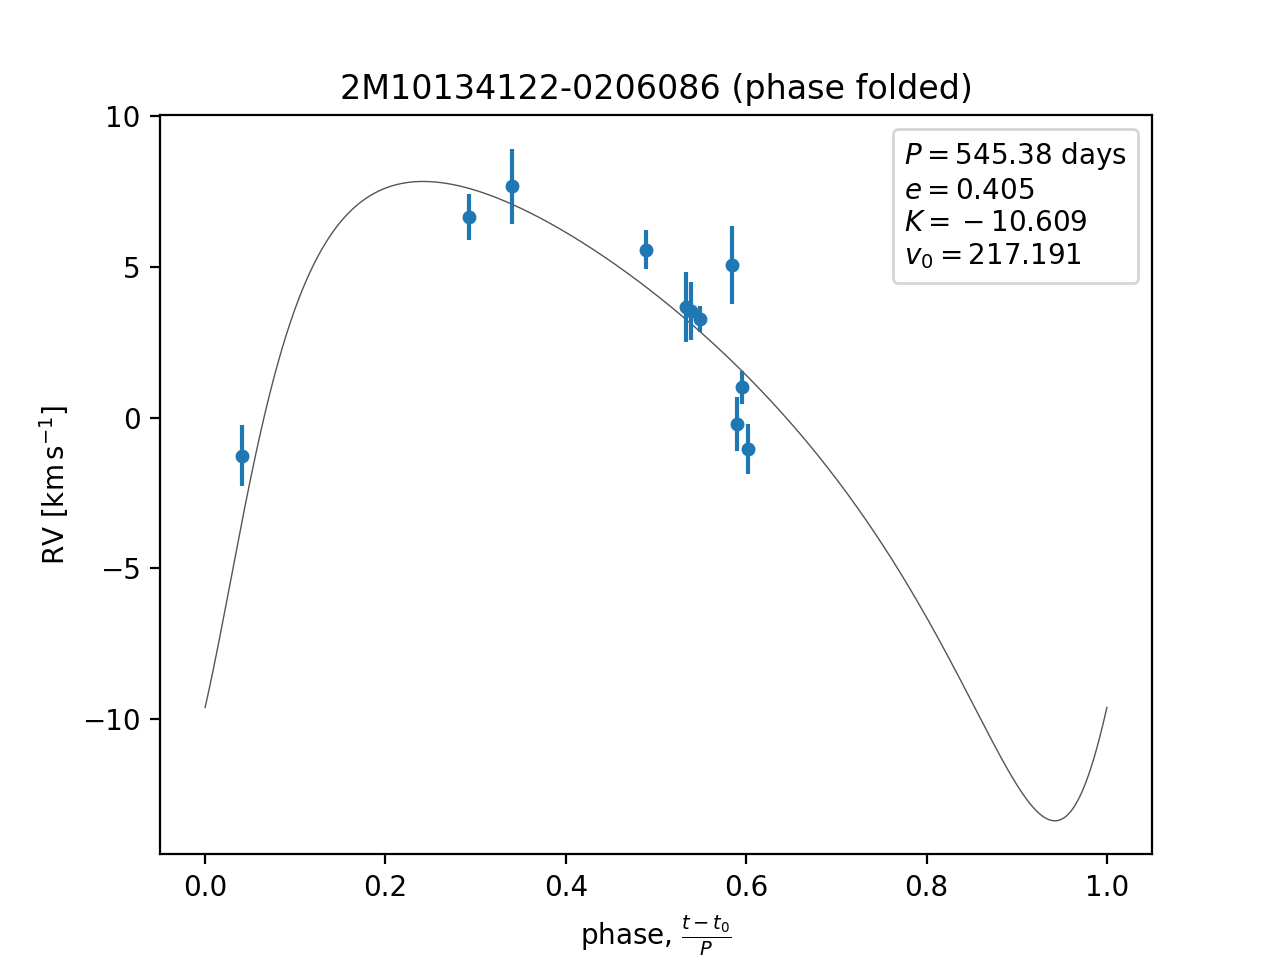 2M10134122-0206086 (phase folded)
10
5
0
−5
−10
RV [km s⁻¹]
P = 545.38 days
e = 0.405
K = −10.609
v₀ = 217.191
0.0 0.2 0.4 0.6 0.8 1.0
phase, (t − t₀)/P